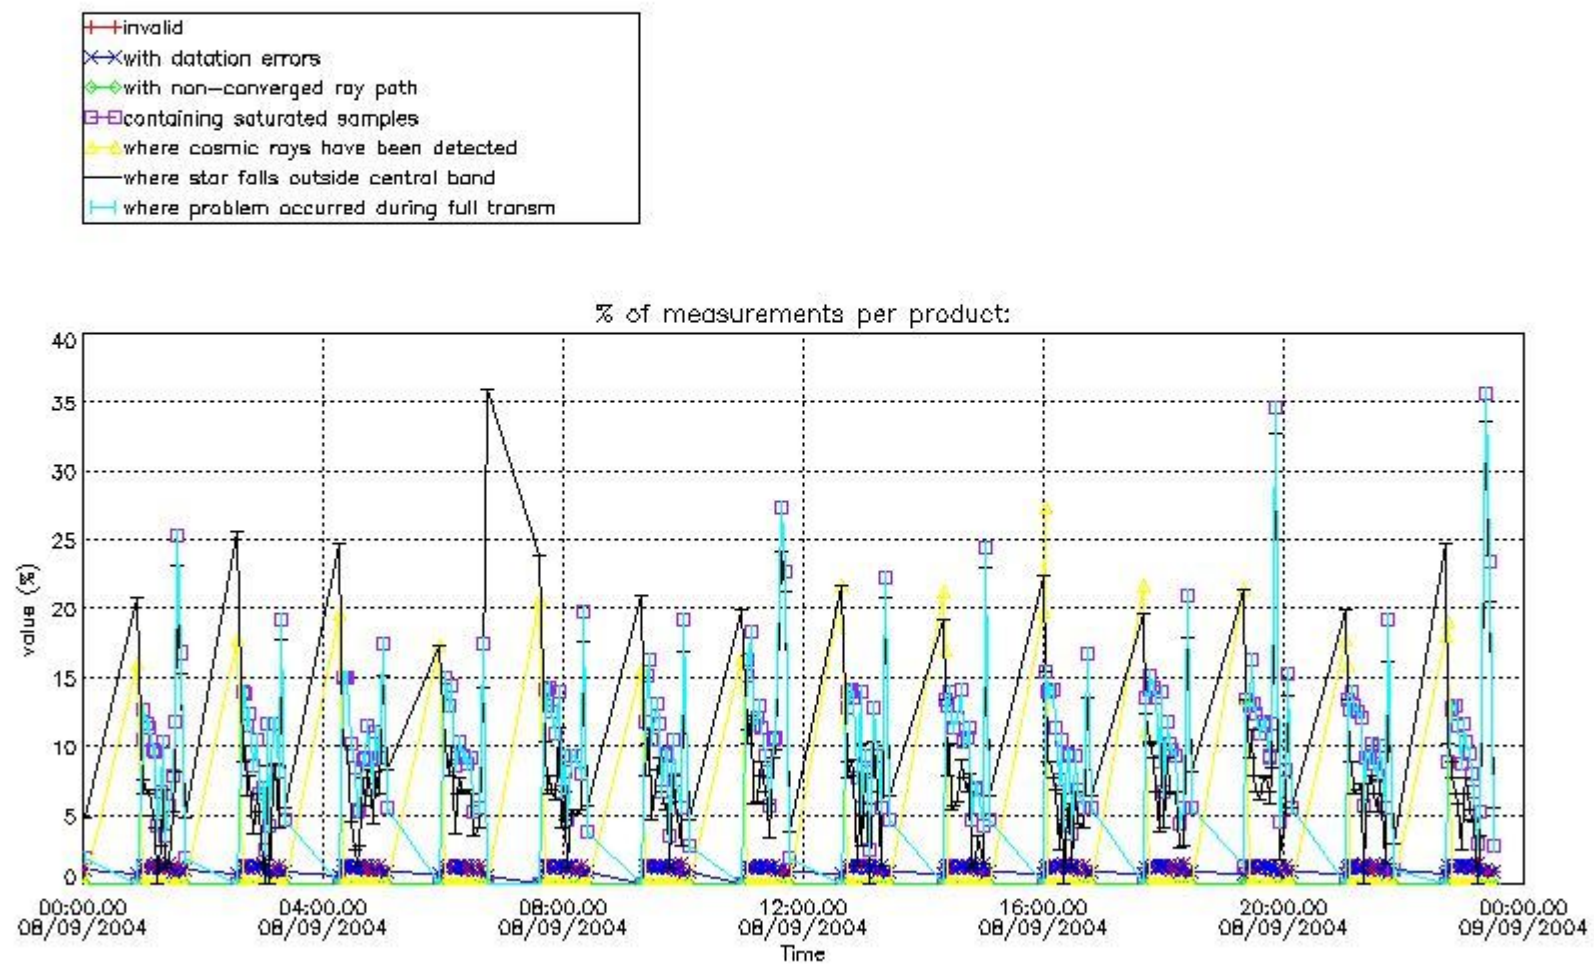 invalid
with datation errors
with non-converged ray path
containing saturated samples
where cosmic rays have been detected
where star falls outside central band
where problem occurred during full transm
% of measurements per product:
40
35
30
25
20
15
10
5
0
value (%)
00:00:00 04:00:00 08:00:00 12:00:00 16:00:00 20:00:00 00:00:00
08/09/2004 08/09/2004 08/09/2004 08/09/2004 08/09/2004 08/09/2004 09/09/2004
Time